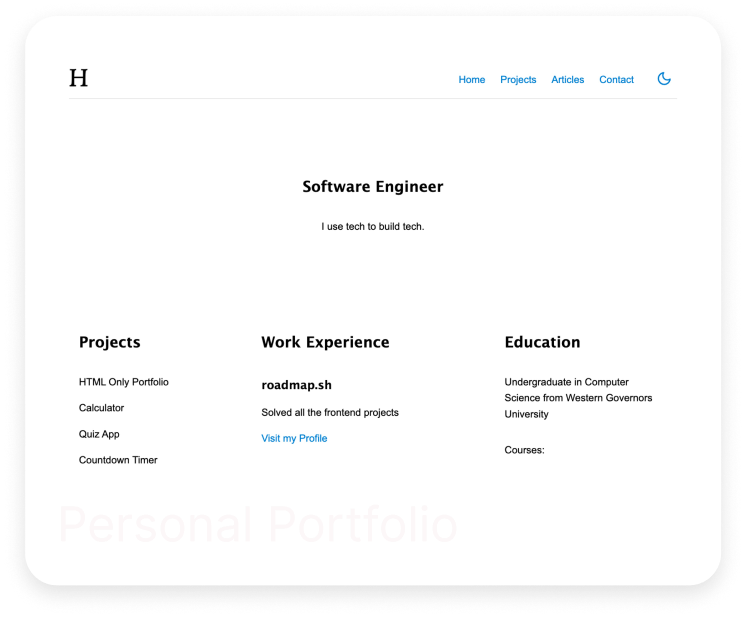 H
Home Projects Articles Contact
Software Engineer
I use tech to build tech.
Projects
HTML Only Portfolio
Calculator
Quiz App
Countdown Timer
Work Experience
roadmap.sh
Solved all the frontend projects
Visit my Profile
Education
Undergraduate in Computer
Science from Western Governors
University
Courses:
Personal Portfolio